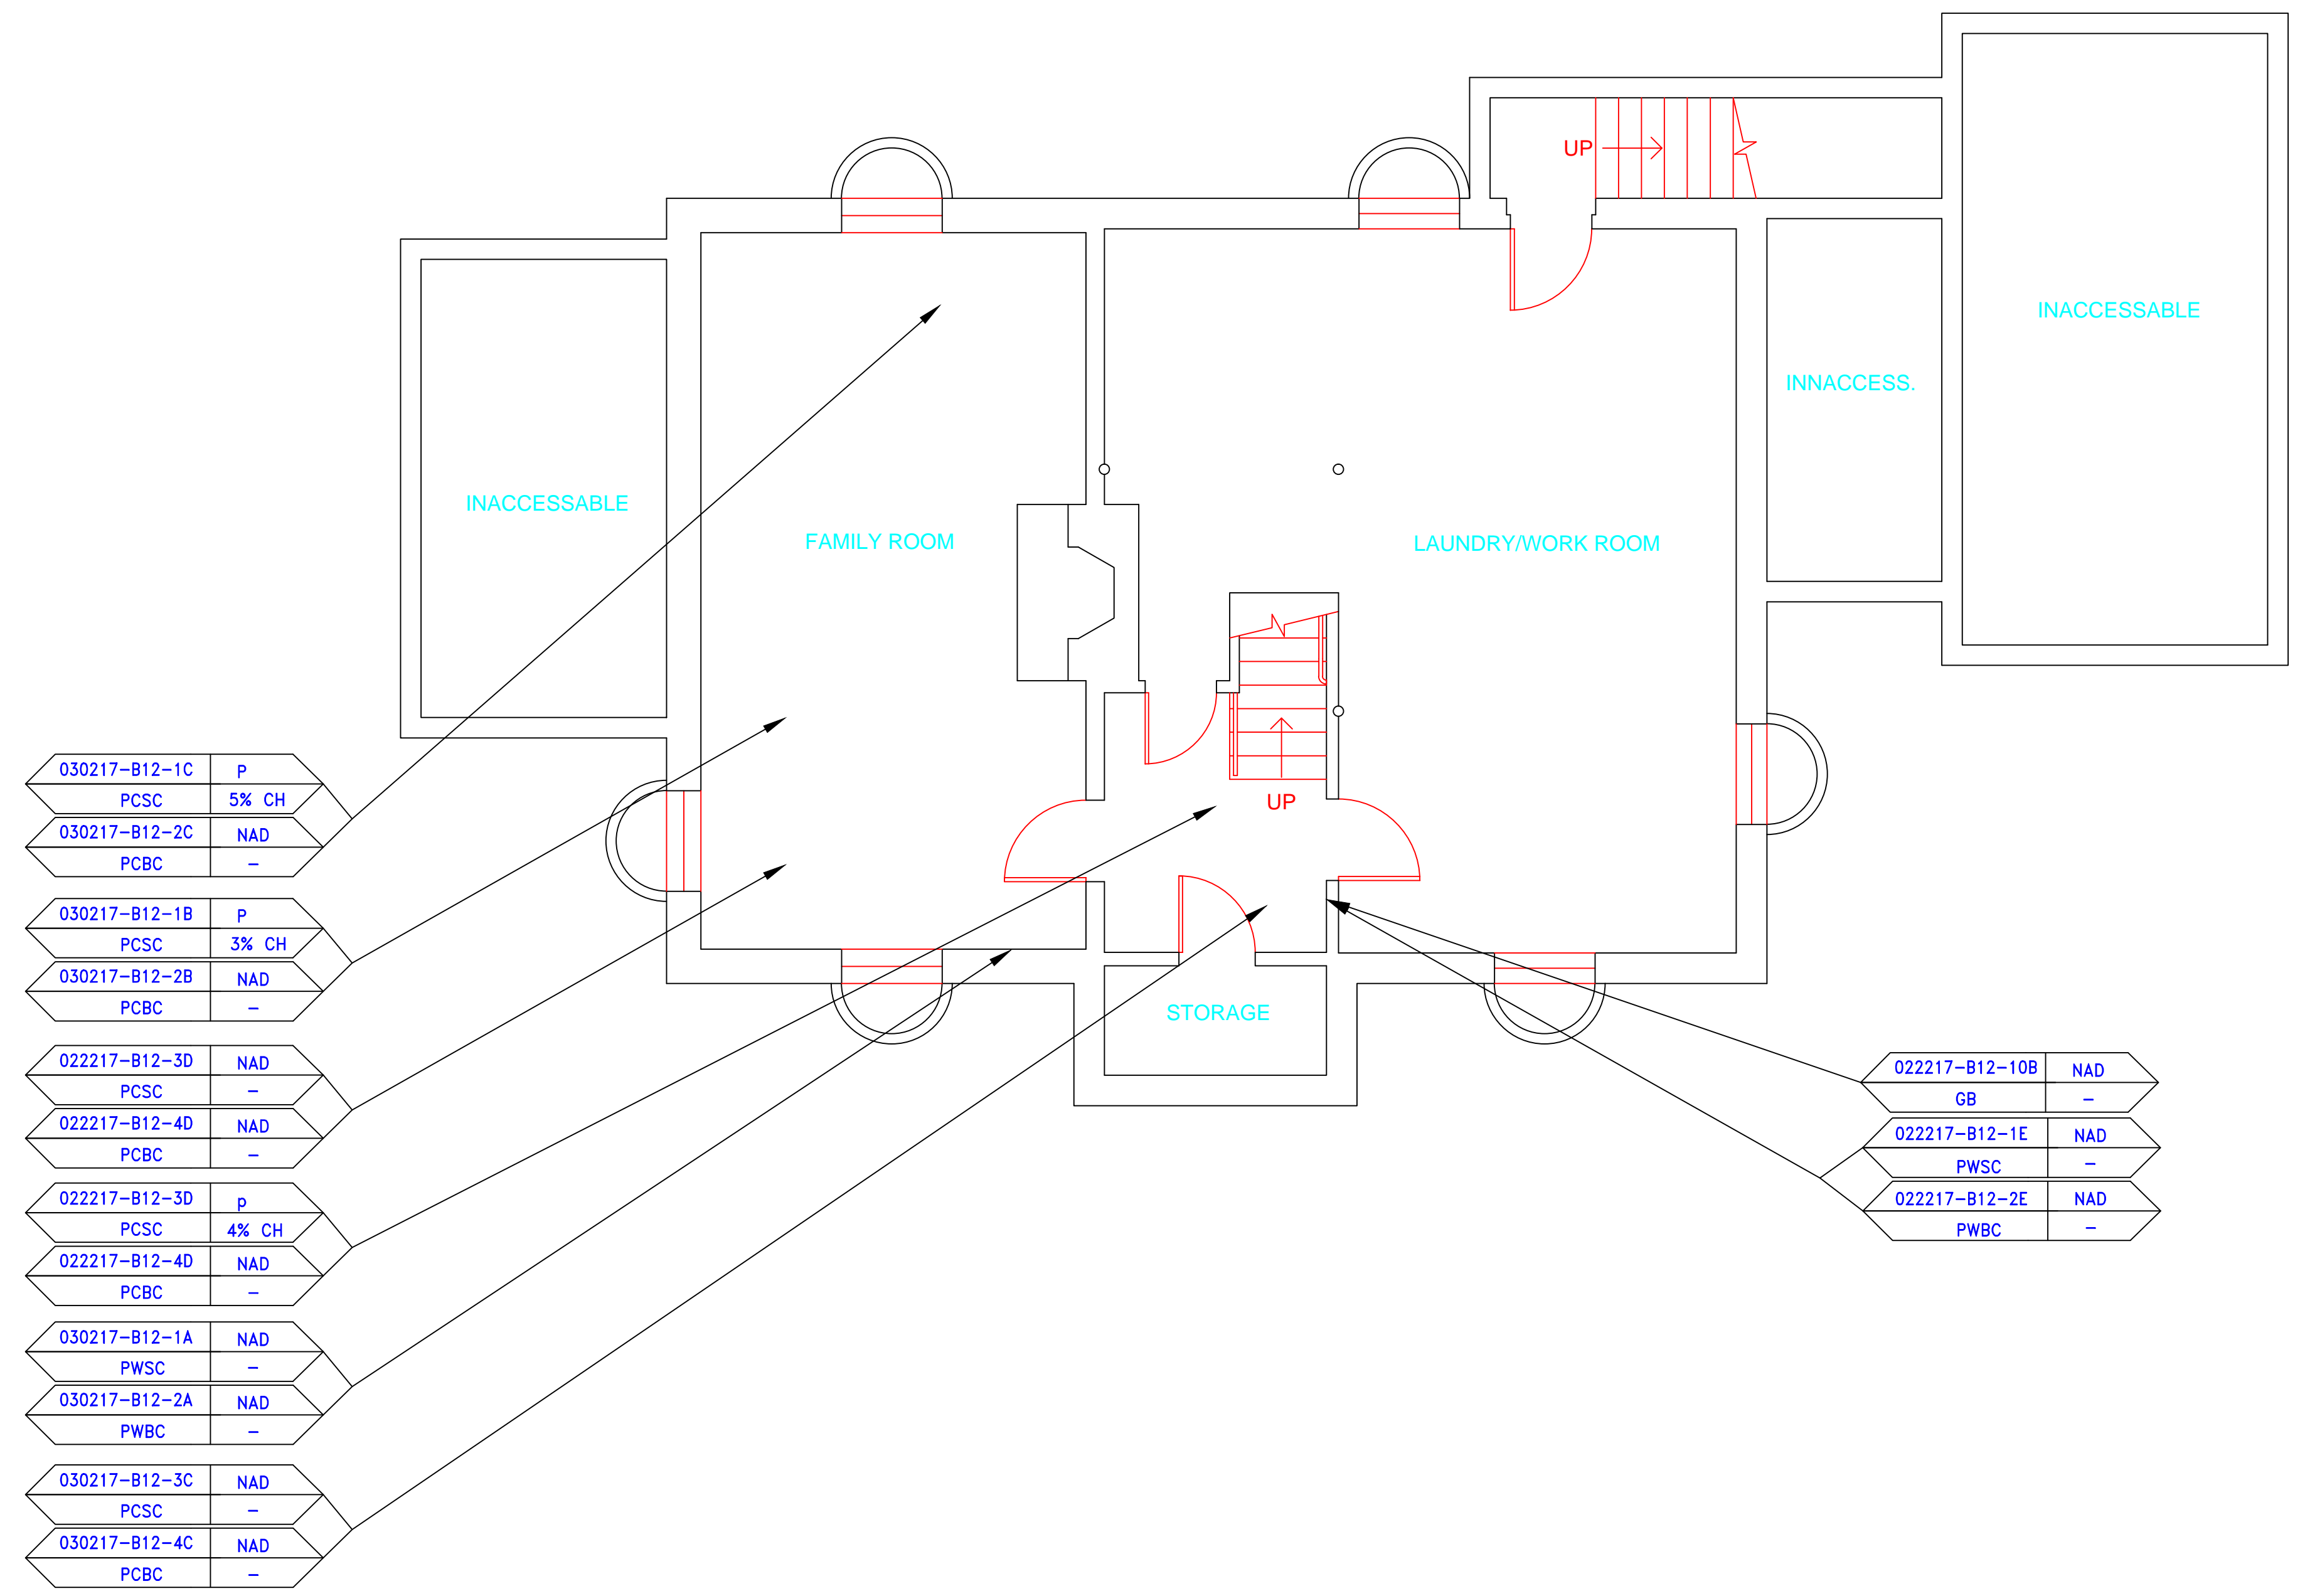 UP
INACCESSABLE
INNACCESS.
INACCESSABLE
FAMILY ROOM
LAUNDRY/WORK ROOM
UP
STORAGE
030217-B12-1C P
PCSC 5% CH
030217-B12-2C NAD
PCBC -
030217-B12-1B P
PCSC 3% CH
030217-B12-2B NAD
PCBC -
022217-B12-3D NAD
PCSC -
022217-B12-4D NAD
PCBC -
022217-B12-3D p
PCSC 4% CH
022217-B12-4D NAD
PCBC -
030217-B12-1A NAD
PWSC -
030217-B12-2A NAD
PWBC -
030217-B12-3C NAD
PCSC -
030217-B12-4C NAD
PCBC -
022217-B12-10B NAD
GB -
022217-B12-1E NAD
PWSC -
022217-B12-2E NAD
PWBC -